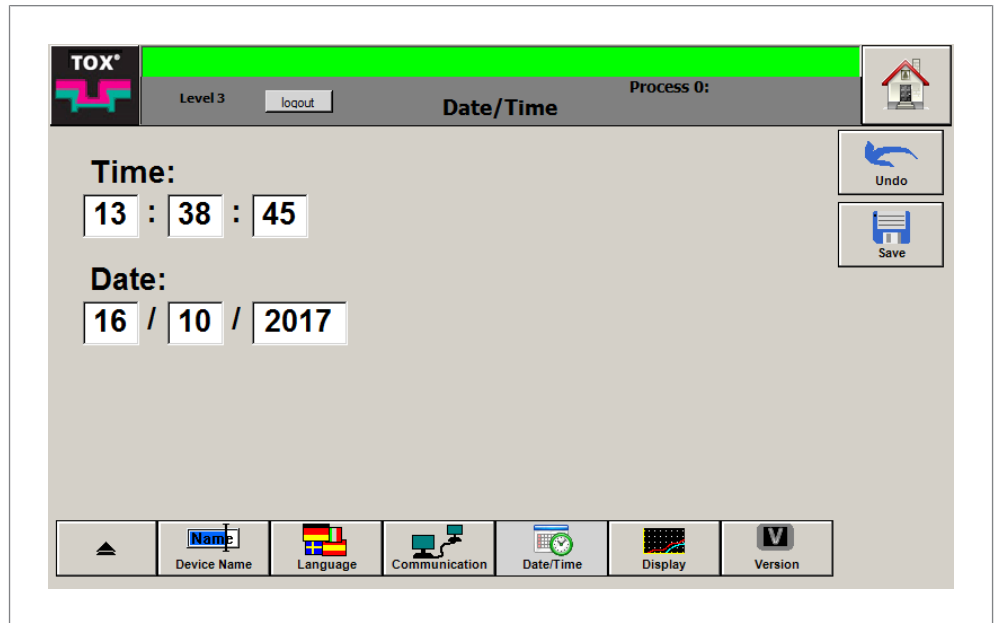 TOX®
Level 3
logout
Date/Time
Process 0:
Time:
13 : 38 : 45
Date:
16 / 10 / 2017
Undo
Save
Name
Device Name
Language
Communication
Date/Time
Display
V
Version